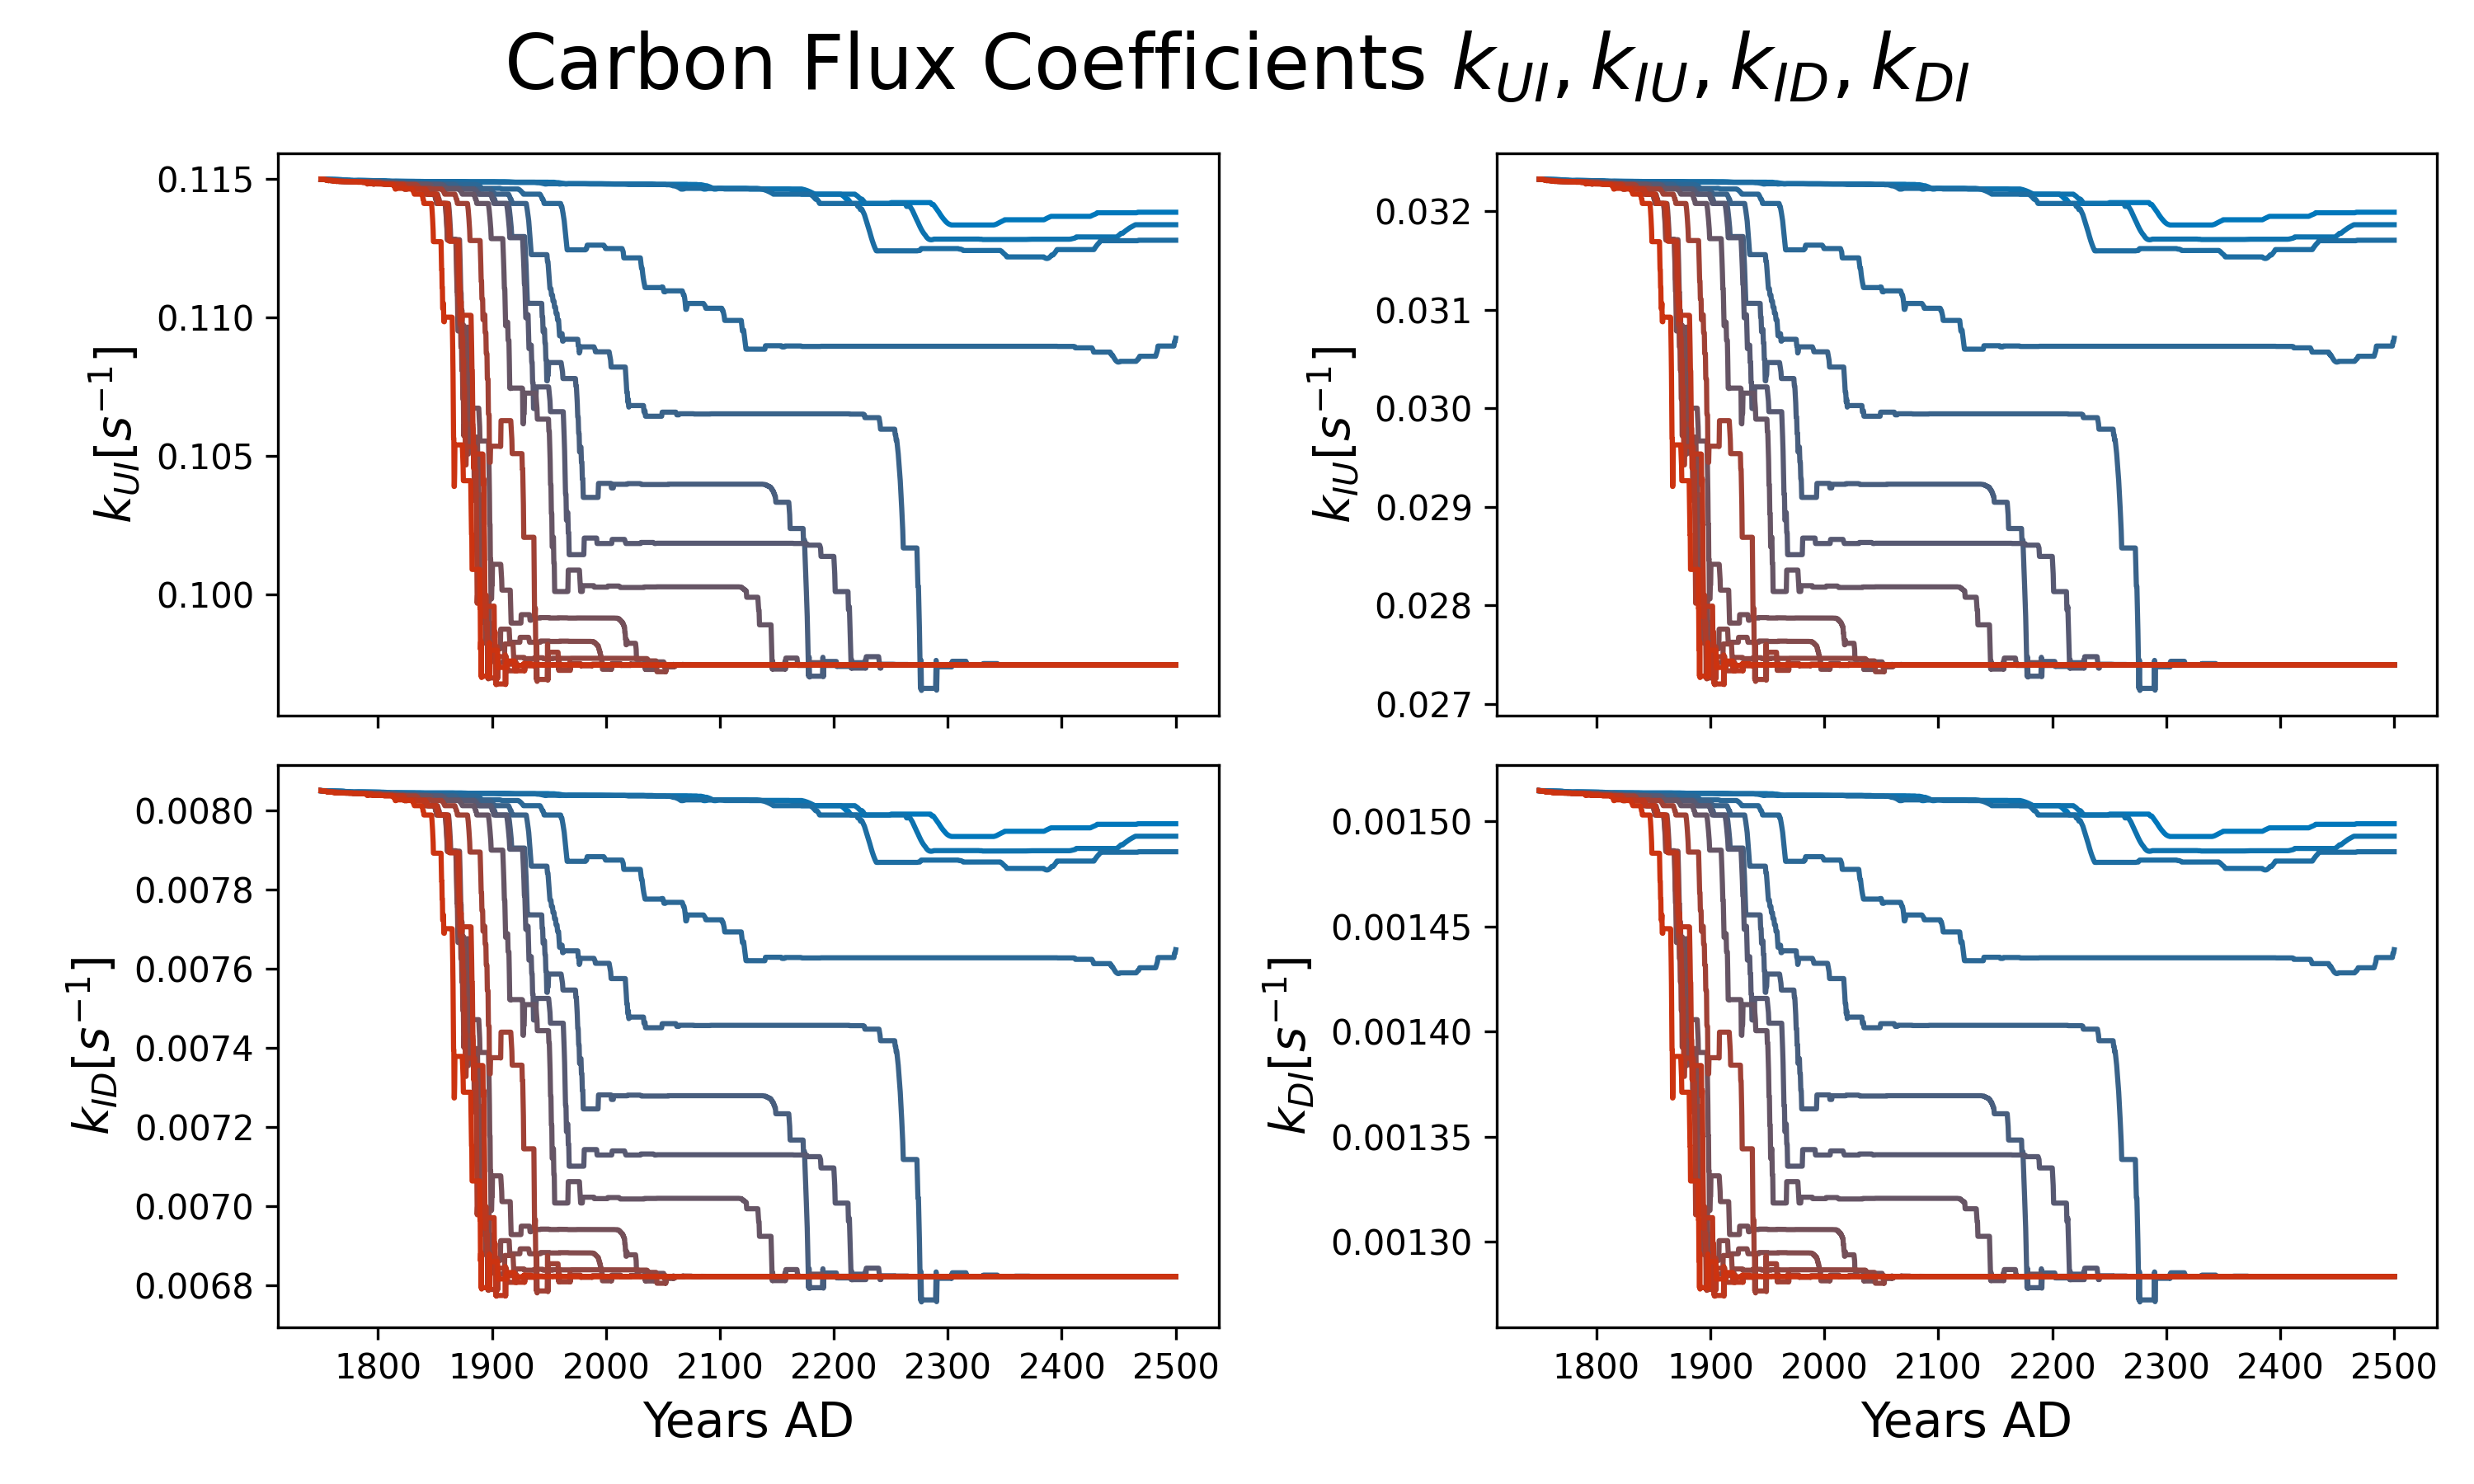 Carbon Flux Coefficients k_{UI}, k_{IU}, k_{ID}, k_{DI}
0.115
0.110
0.105
0.100
k_{UI}[s^{-1}]
0.032
0.031
0.030
0.029
0.028
0.027
k_{IU}[s^{-1}]
0.0080
0.0078
0.0076
0.0074
0.0072
0.0070
0.0068
k_{ID}[s^{-1}]
1800 1900 2000 2100 2200 2300 2400 2500
Years AD
0.00150
0.00145
0.00140
0.00135
0.00130
k_{DI}[s^{-1}]
1800 1900 2000 2100 2200 2300 2400 2500
Years AD